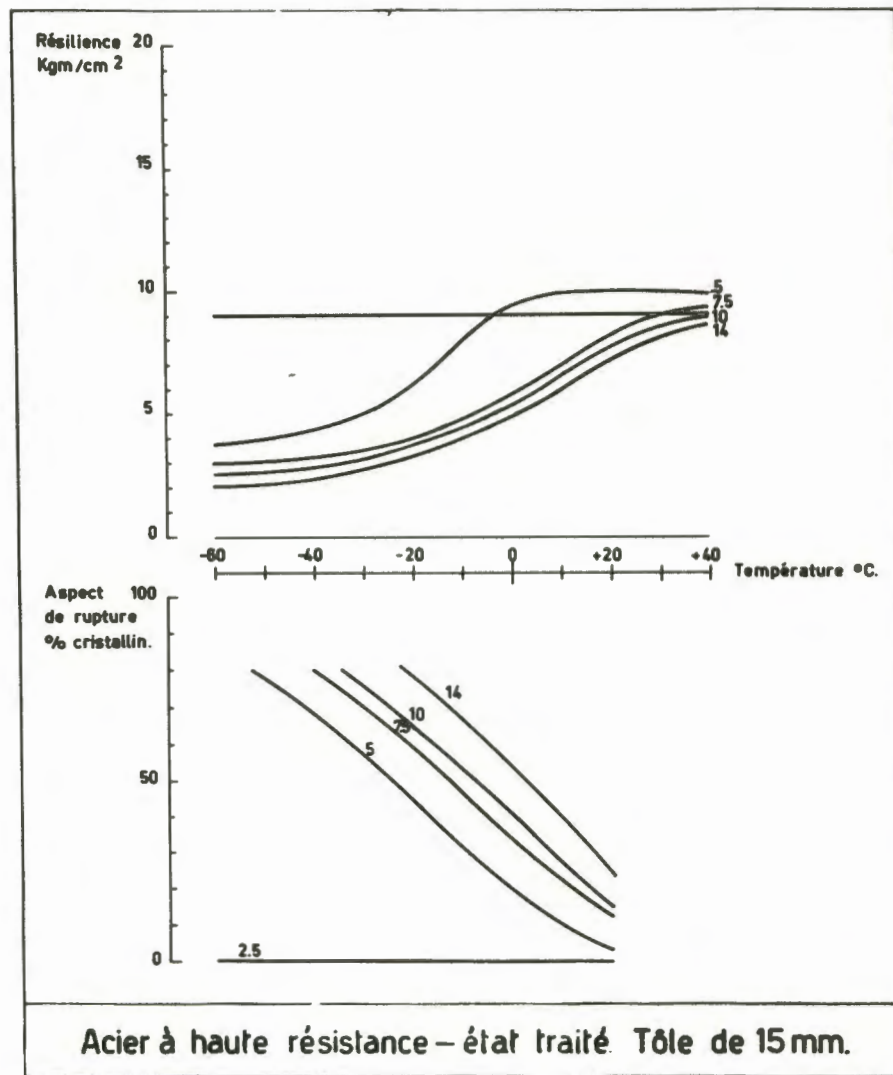 Résilience 20
Kgm/cm 2
15
10
5
0
5
7.5
10
14
-60 -40 -20 0 +20 +40
Température ºC.
Aspect 100
de rupture
% cristallin.
50
0
14
10
7.5
5
2.5
Acier à haute résistance – état traité. Tôle de 15 mm.